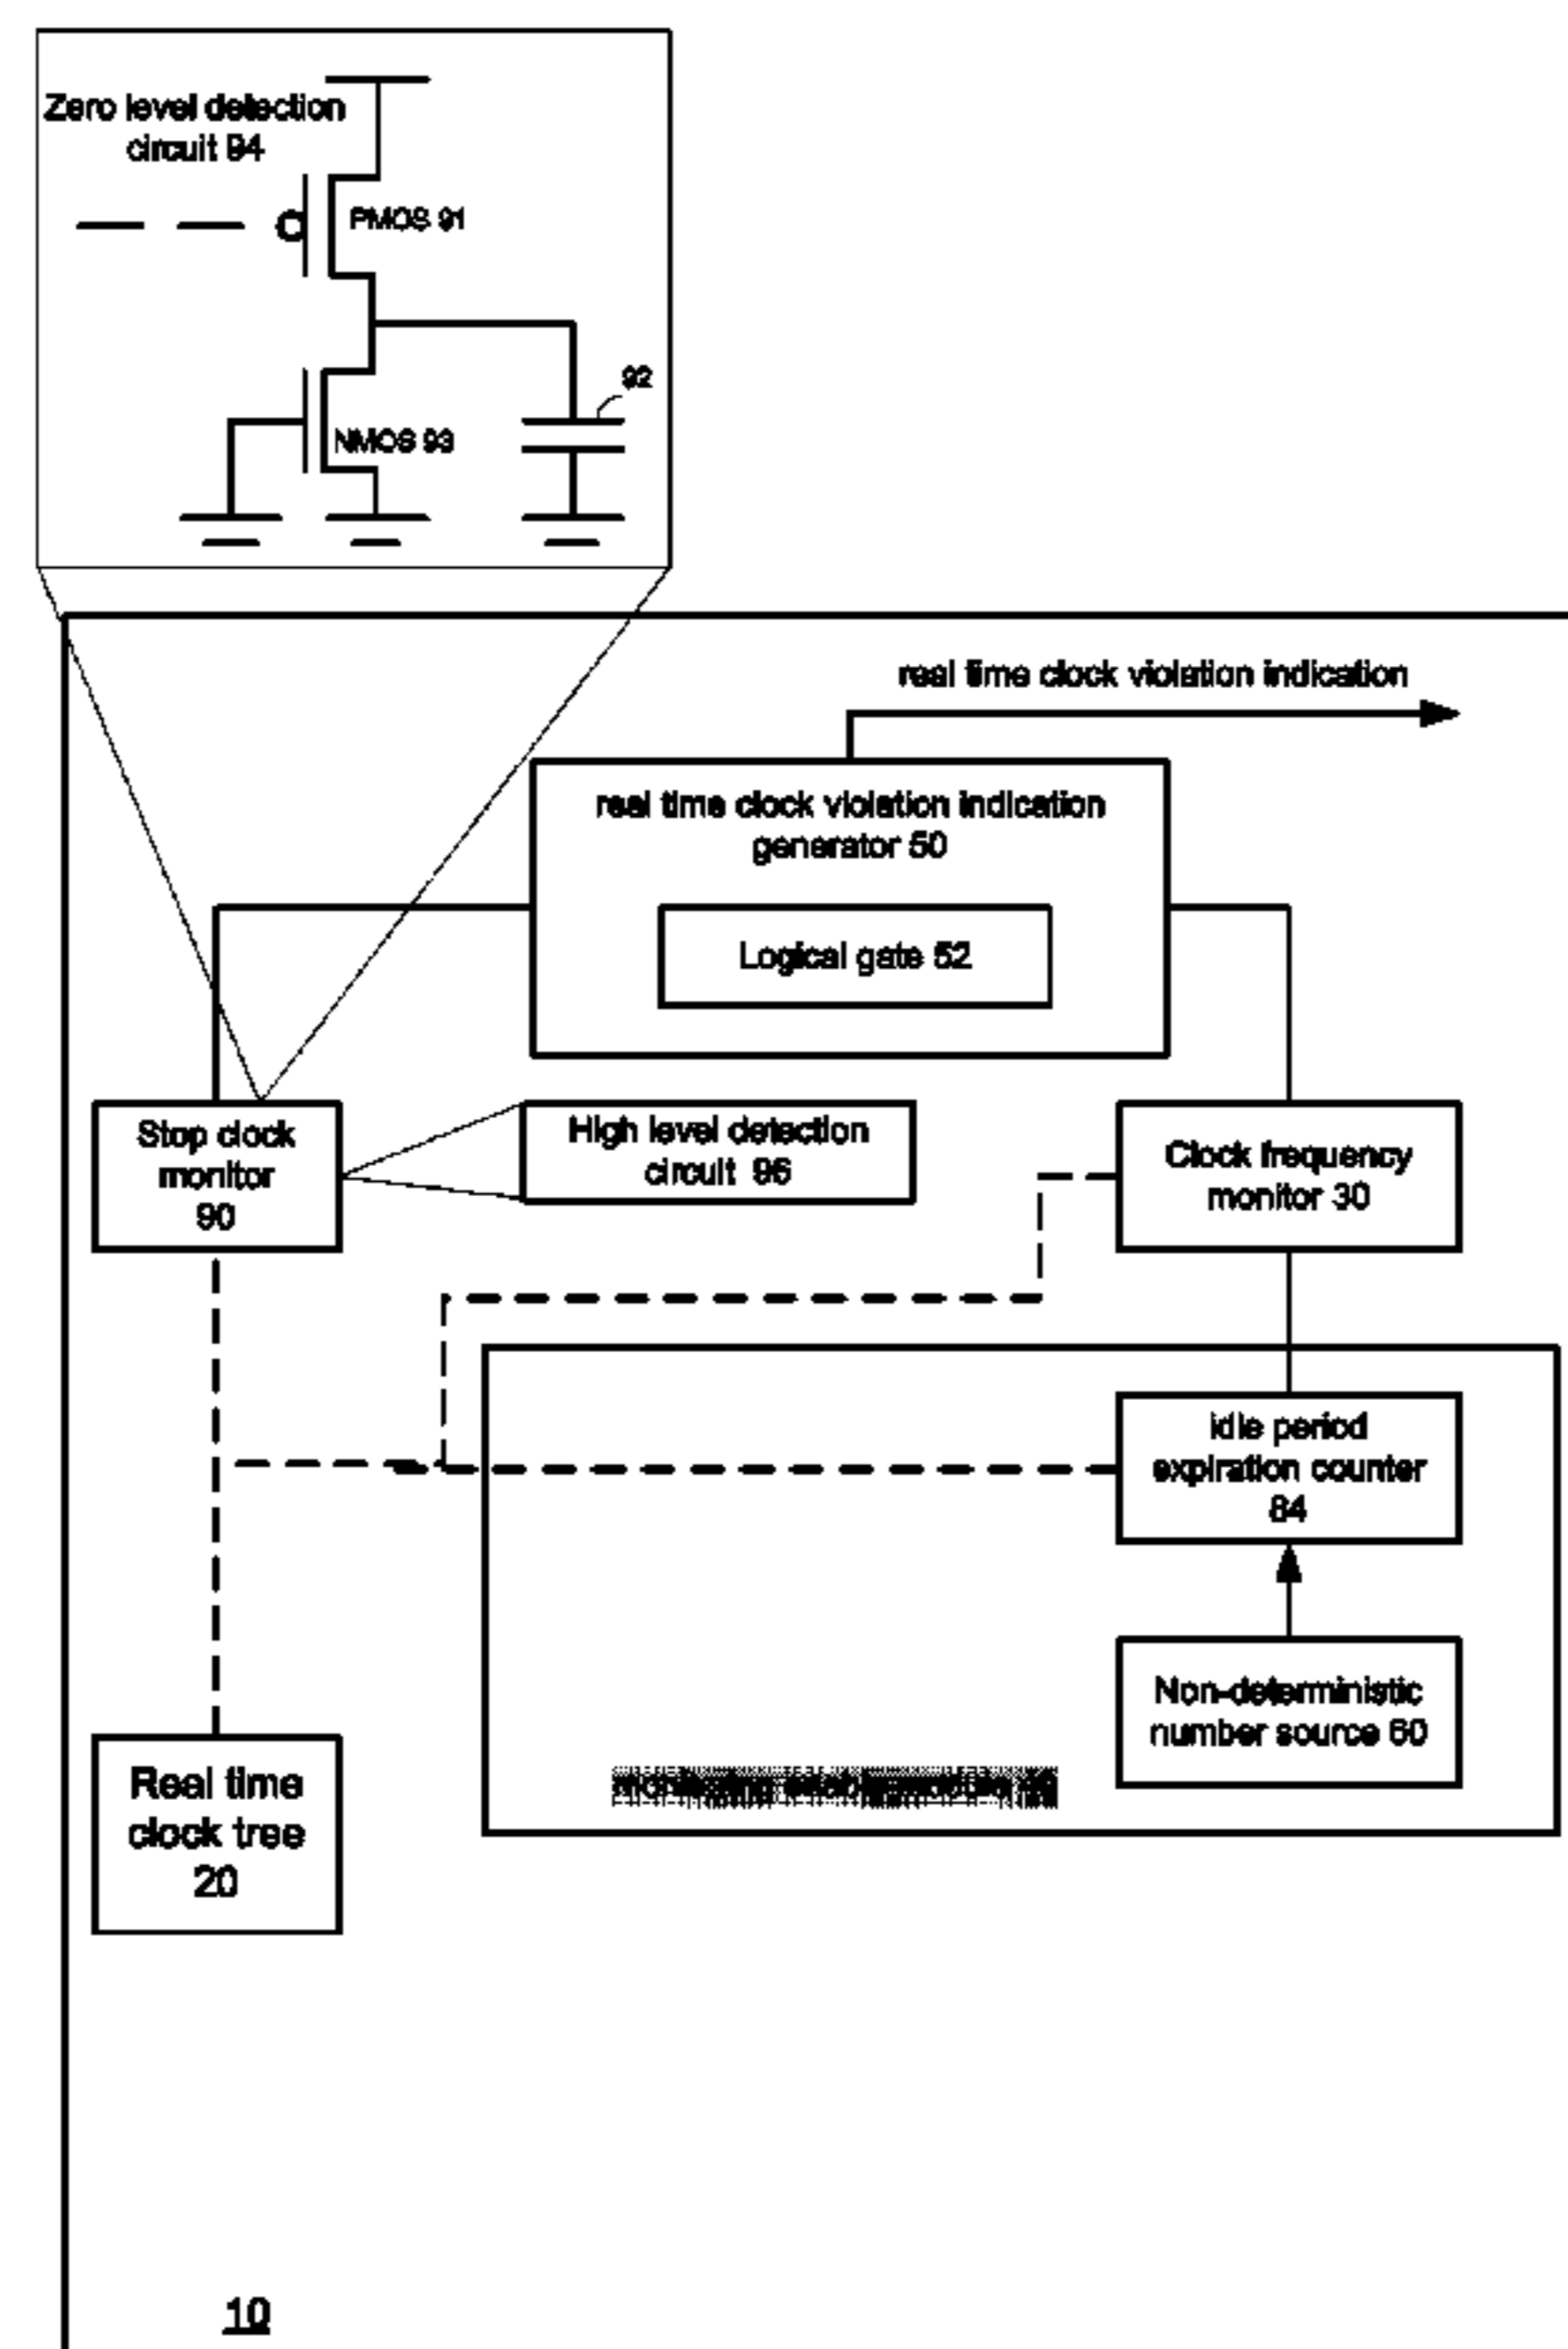 Zero level detection
circuit 94
PMOS 91
92
NMOS 93
real time clock violation indication
real time clock violation indication
generator 50
Logical gate 52
Stop clock
monitor
90
High level detection
circuit 96
Clock frequency
monitor 30
idle period
expiration counter
84
Non-deterministic
number source 60
Real time
clock tree
20
10